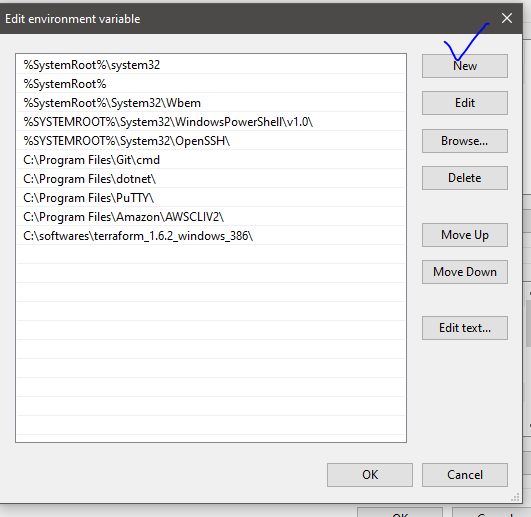 Edit environment variable
%SystemRoot%\system32
%SystemRoot%
%SystemRoot%\System32\Wbem
%SYSTEMROOT%\System32\WindowsPowerShell\v1.0\
%SYSTEMROOT%\System32\OpenSSH\
C:\Program Files\Git\cmd
C:\Program Files\dotnet\
C:\Program Files\PuTTY\
C:\Program Files\Amazon\AWSCLIV2\
C:\softwares\terraform_1.6.2_windows_386\
New
Edit
Browse...
Delete
Move Up
Move Down
Edit text...
OK
Cancel